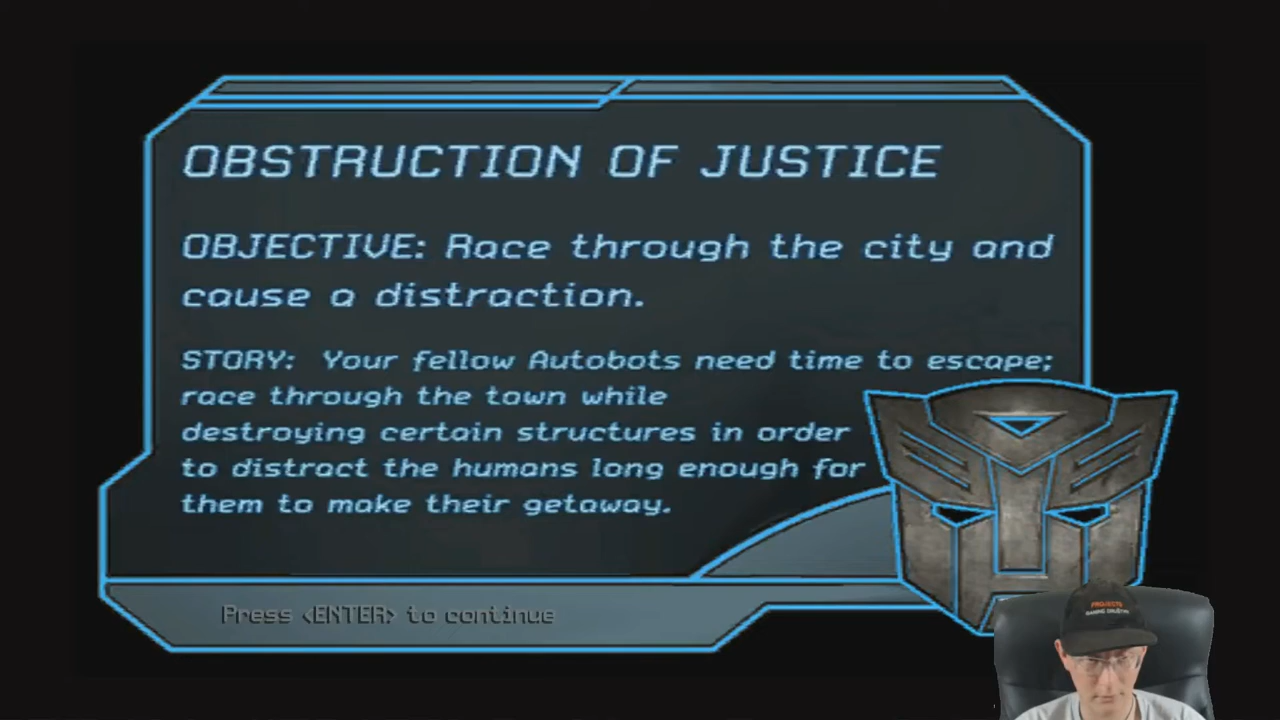 OBSTRUCTION OF JUSTICE
OBJECTIVE: Race through the city and
cause a distraction.
STORY: Your fellow Autobots need time to escape;
race through the town while
destroying certain structures in order
to distract the humans long enough for
them to make their getaway.
Press <ENTER> to continue